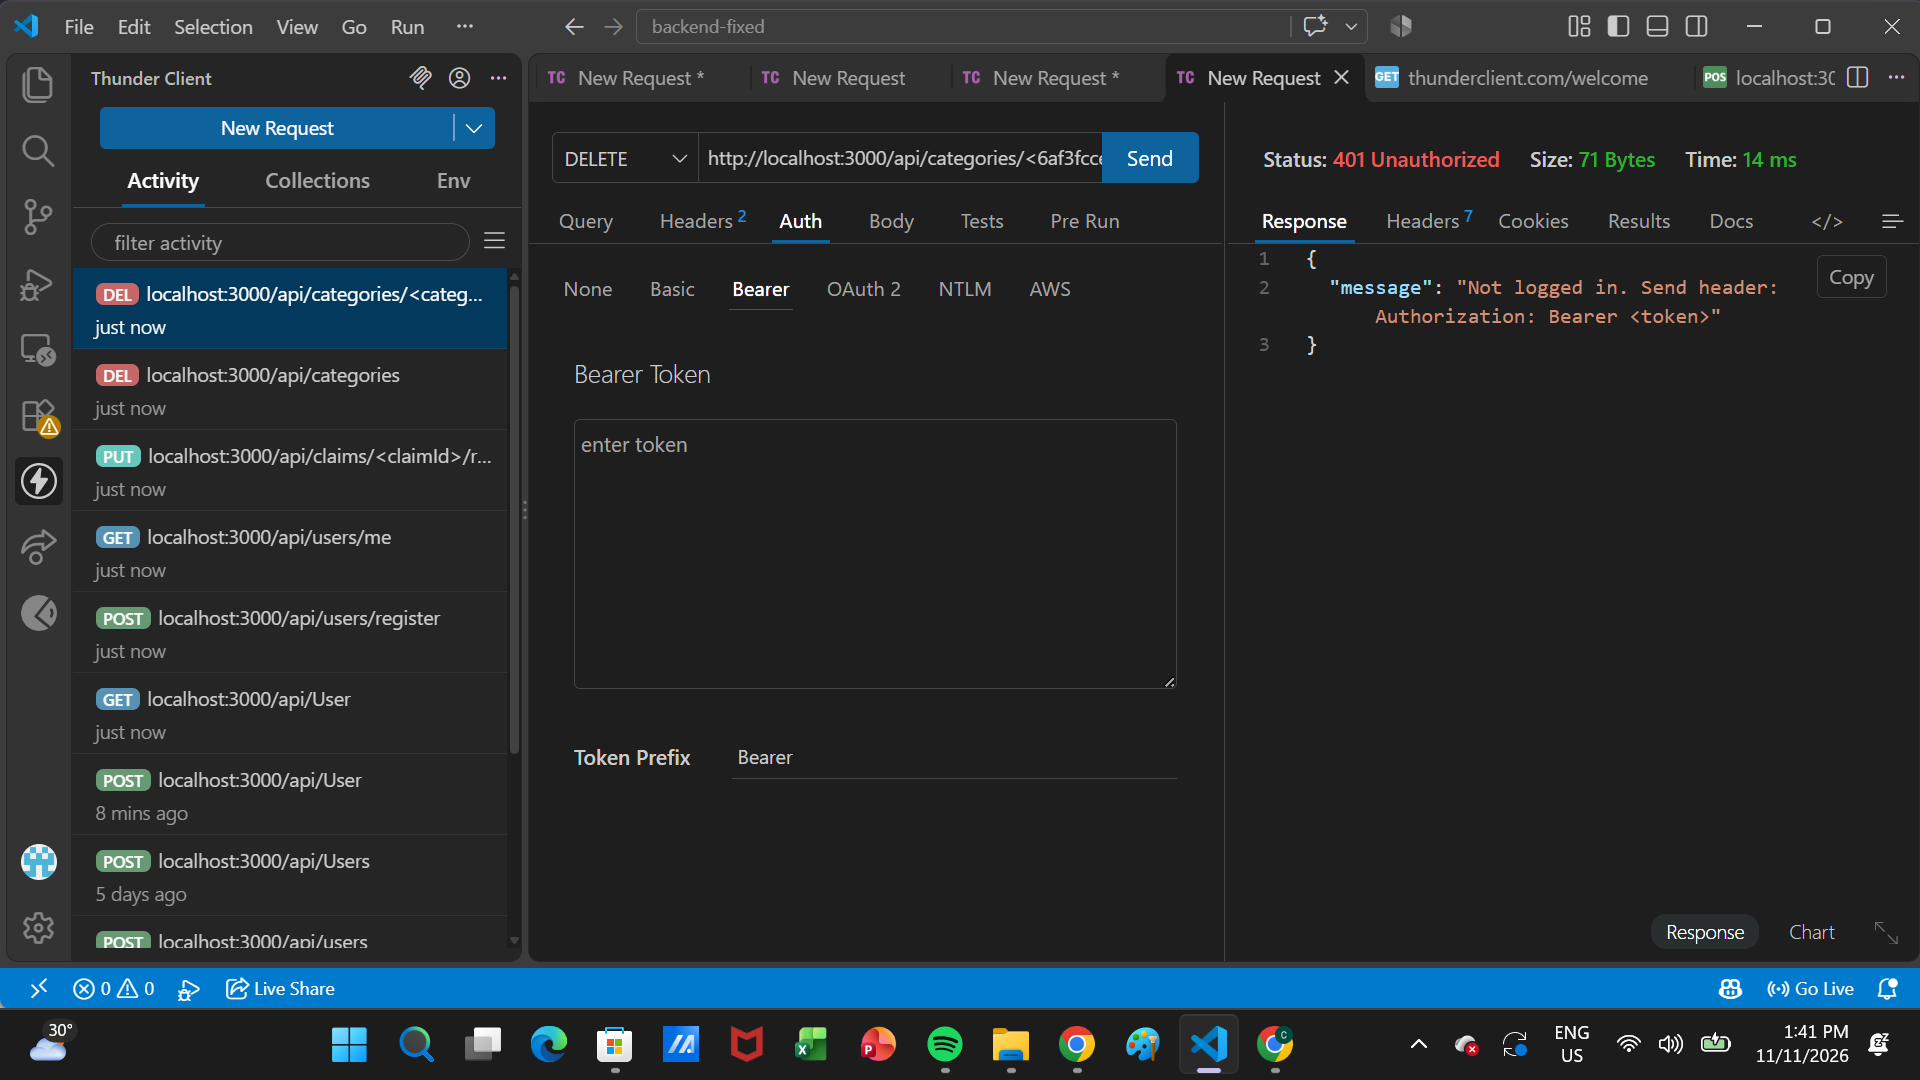 File Edit Selection View Go Run ···
backend-fixed
Thunder Client
New Request
Activity Collections Env
filter activity
DEL localhost:3000/api/categories/<categ...
just now
DEL localhost:3000/api/categories
just now
PUT localhost:3000/api/claims/<claimId>/r...
just now
GET localhost:3000/api/users/me
just now
POST localhost:3000/api/users/register
just now
GET localhost:3000/api/User
just now
POST localhost:3000/api/User
8 mins ago
POST localhost:3000/api/Users
5 days ago
POST localhost:3000/api/users
TC New Request *
TC New Request
TC New Request *
TC New Request
GET thunderclient.com/welcome
POS localhost:30
DELETE
http://localhost:3000/api/categories/<6af3fcce
Send
Query Headers 2 Auth Body Tests Pre Run
None Basic Bearer OAuth 2 NTLM AWS
Bearer Token
enter token
Token Prefix Bearer
Status: 401 Unauthorized Size: 71 Bytes Time: 14 ms
Response Headers 7 Cookies Results Docs </>
Copy
1 {
2 "message": "Not logged in. Send header:
Authorization: Bearer <token>"
3 }
Response Chart
0 0 Live Share
Go Live
30°
ENG
US
1:41 PM
11/11/2026